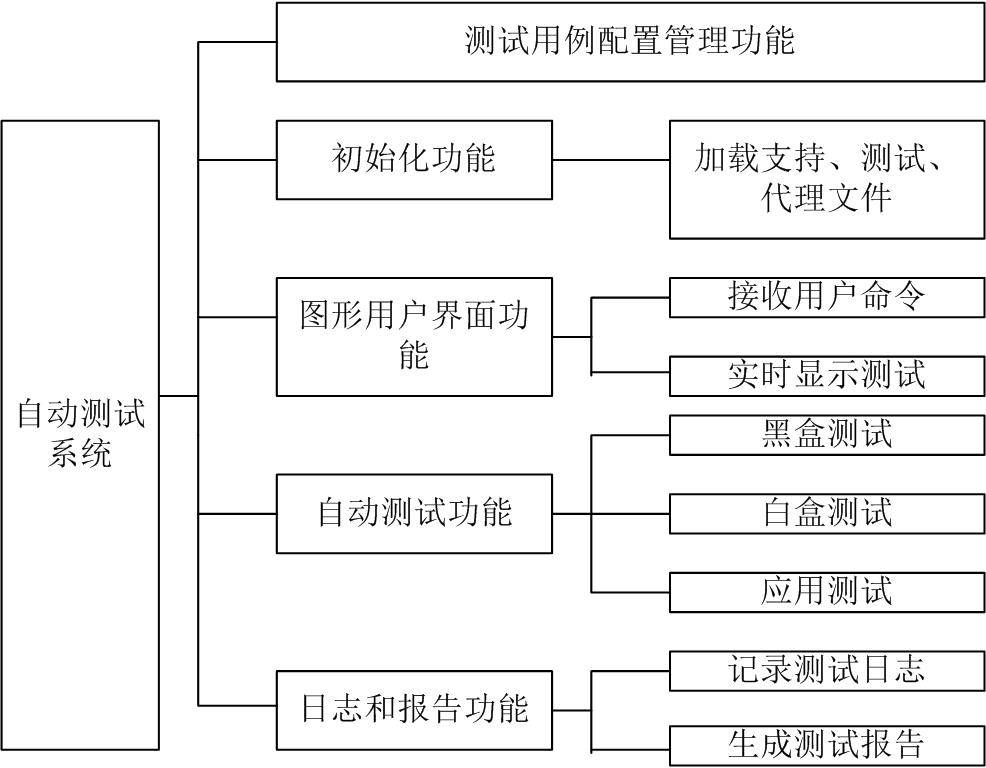 自动测试
系统
测试用例配置管理功能
初始化功能
加载支持、测试、
代理文件
图形用户界面功
能
接收用户命令
实时显示测试
自动测试功能
黑盒测试
白盒测试
应用测试
日志和报告功能
记录测试日志
生成测试报告